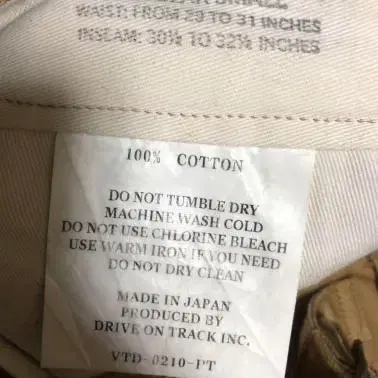 WAIST: FROM 29 TO 31 INCHES
INSEAM: 30½ TO 32½ INCHES
100% COTTON
DO NOT TUMBLE DRY
MACHINE WASH COLD
DO NOT USE CHLORINE BLEACH
USE WARM IRON IF YOU NEED
DO NOT DRY CLEAN
MADE IN JAPAN
PRODUCED BY
DRIVE ON TRACK INC.
VTD-0210-PT